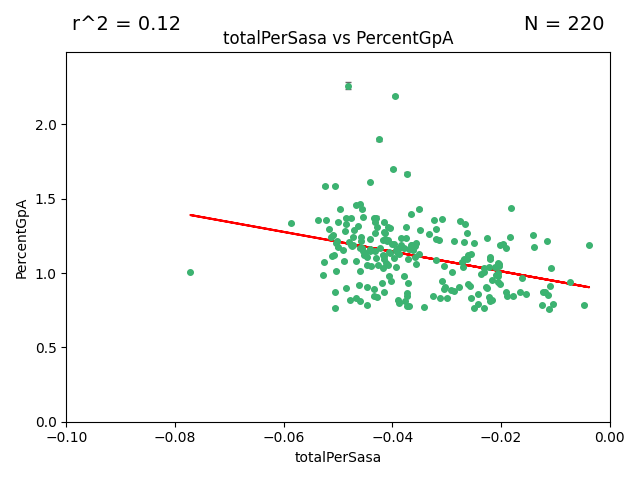 r^2 = 0.12 N = 220
totalPerSasa vs PercentGpA
PercentGpA
2.0
1.5
1.0
0.5
0.0
−0.10 −0.08 −0.06 −0.04 −0.02 0.00
totalPerSasa